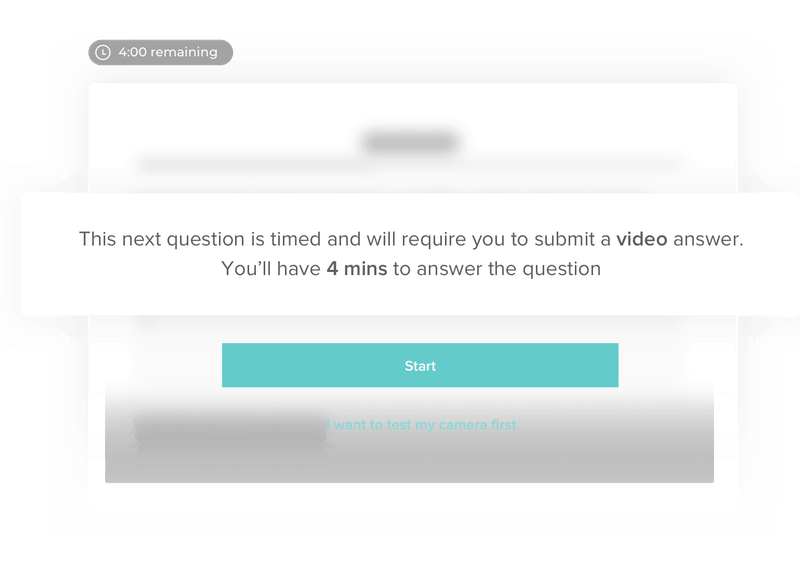 4:00 remaining
This next question is timed and will require you to submit a video answer.
You’ll have 4 mins to answer the question
Start
I want to test my camera first